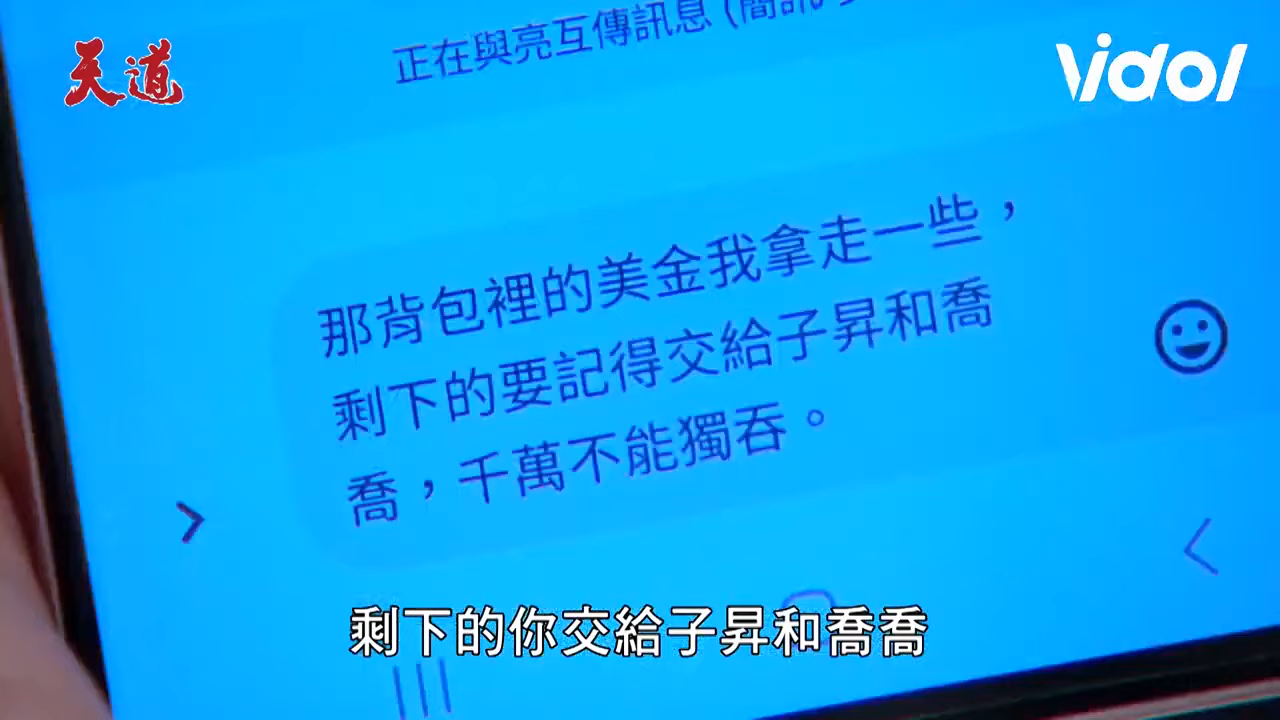 天道
Vidol
正在與亮互傳訊息 (簡訊
那背包裡的美金我拿走一些，
剩下的要記得交給子昇和喬
喬，千萬不能獨吞。
剩下的你交給子昇和喬喬